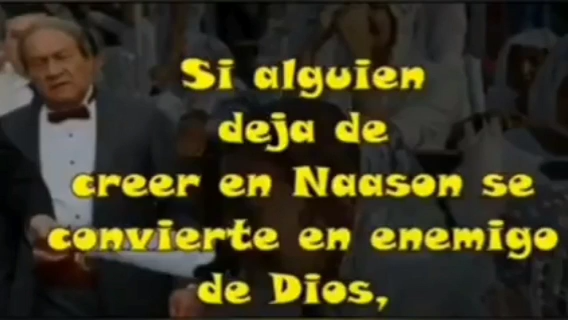 Si alguien
deja de
creer en Naason se
convierte en enemigo
de Dios,